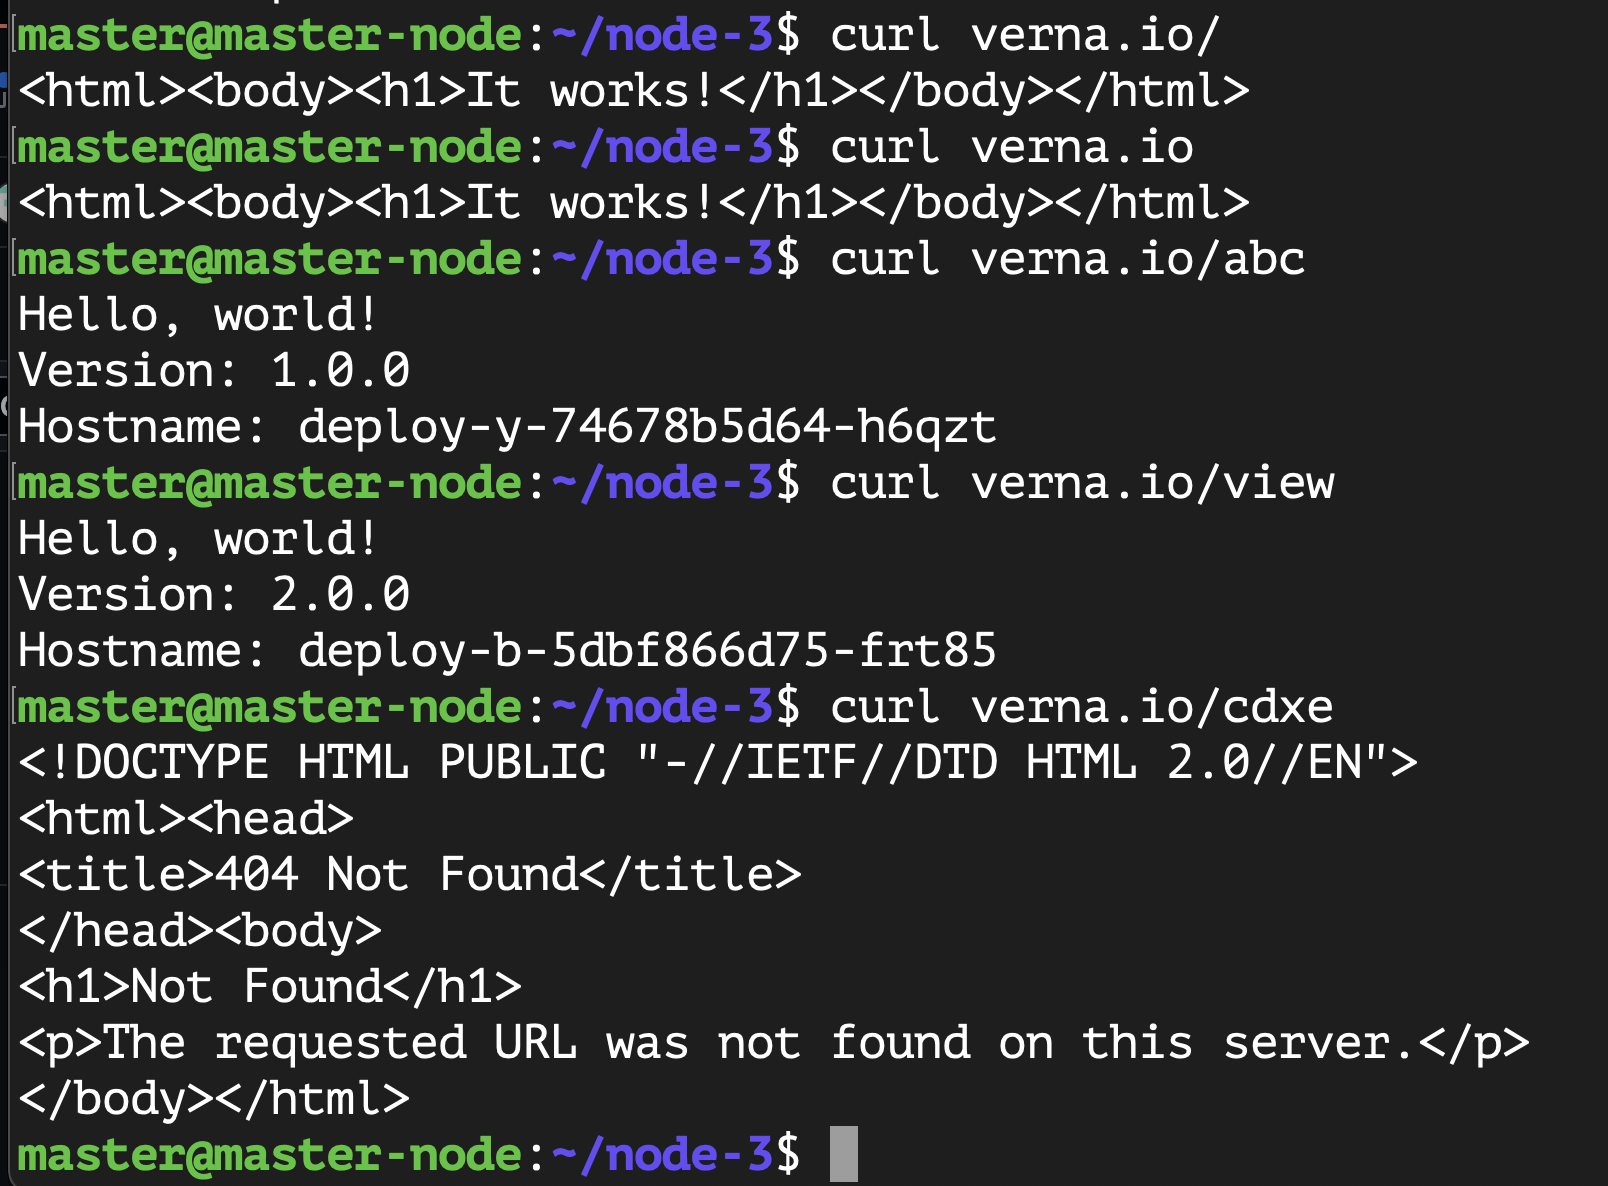 master@master-node:~/node-3$ curl verna.io/
<html><body><h1>It works!</h1></body></html>
master@master-node:~/node-3$ curl verna.io
<html><body><h1>It works!</h1></body></html>
master@master-node:~/node-3$ curl verna.io/abc
Hello, world!
Version: 1.0.0
Hostname: deploy-y-74678b5d64-h6qzt
master@master-node:~/node-3$ curl verna.io/view
Hello, world!
Version: 2.0.0
Hostname: deploy-b-5dbf866d75-frt85
master@master-node:~/node-3$ curl verna.io/cdxe
<!DOCTYPE HTML PUBLIC "-//IETF//DTD HTML 2.0//EN">
<html><head>
<title>404 Not Found</title>
</head><body>
<h1>Not Found</h1>
<p>The requested URL was not found on this server.</p>
</body></html>
master@master-node:~/node-3$